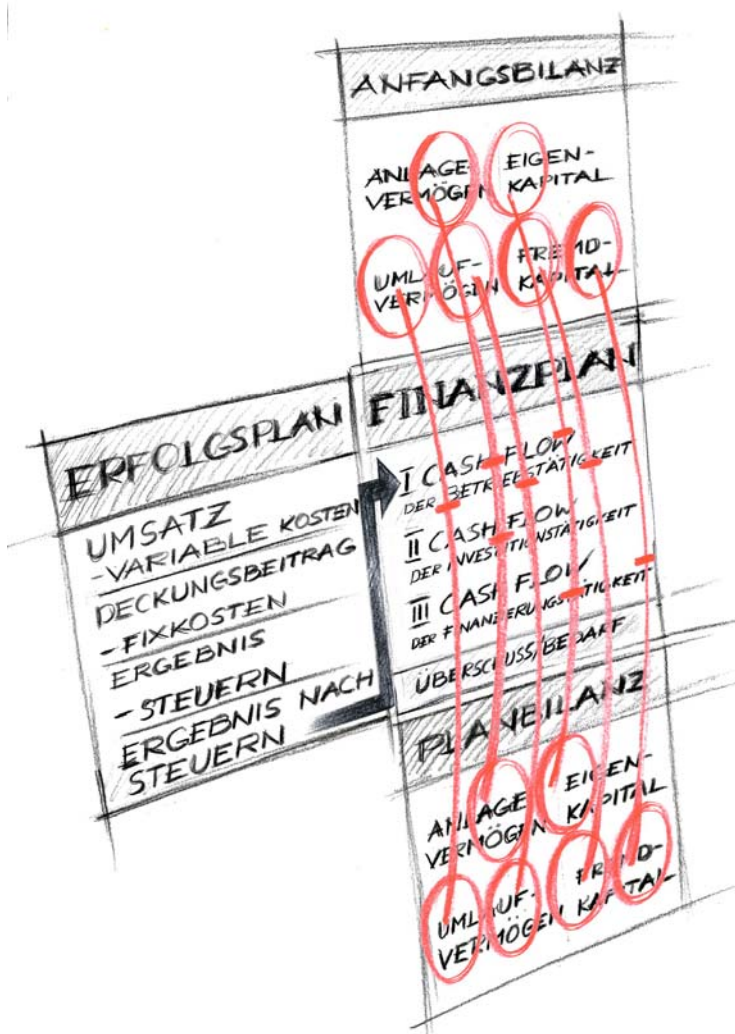 ANFANGSBILANZ
ANLAGE- EIGEN-
VERMÖGEN KAPITAL
UMLAUF- FREMD-
VERMÖGEN KAPITAL
ERFOLGSPLAN
UMSATZ
-VARIABLE KOSTEN
DECKUNGSBEITRAG
-FIXKOSTEN
ERGEBNIS
-STEUERN
ERGEBNIS NACH
STEUERN
FINANZPLAN
I CASH FLOW
DER BETRIEBSTÄTIGKEIT
II CASH FLOW
DER INVESTITIONSTÄTIGKEIT
III CASH FLOW
DER FINANZIERUNGSTÄTIGKEIT
ÜBERSCHUSS/BEDARF
PLANBILANZ
ANLAGE- EIGEN-
VERMÖGEN KAPITAL
UMLAUF- FREMD-
VERMÖGEN KAPITAL